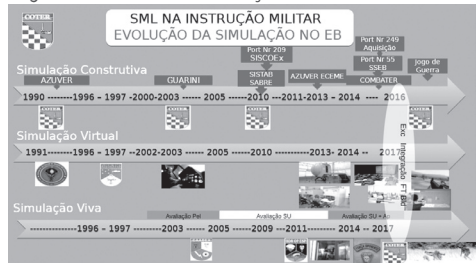 SML NA INSTRUÇÃO MILITAR
EVOLUÇÃO DA SIMULAÇÃO NO EB
Port Nr 209
SISCOEx
Port Nr 249
Aquisição
Simulação Construtiva
SISTAB
SABRE
Port Nr 55
SSEB
jogo de
Guerra
AZUVER
GUARINI
AZUVER ECEME
COMBATER
1990 ---------1996 - 1997 -2000-2003 ------ 2005 ------2010 ---2011-2013 - 2014 ---- 2016
Simulação Virtual
1991---------1996 - 1997 --2002-2003 ------ 2005 ------2010 ---------2013- 2014 -- 2017
Exc Integração FT Bld
Simulação Viva
Avaliação Pel
Avaliação SU
Avaliação SU + Ap
---------------1996 - 1997 --------2003 ---- 2005 ----2009 ---2011-------- 2014 -- 2017